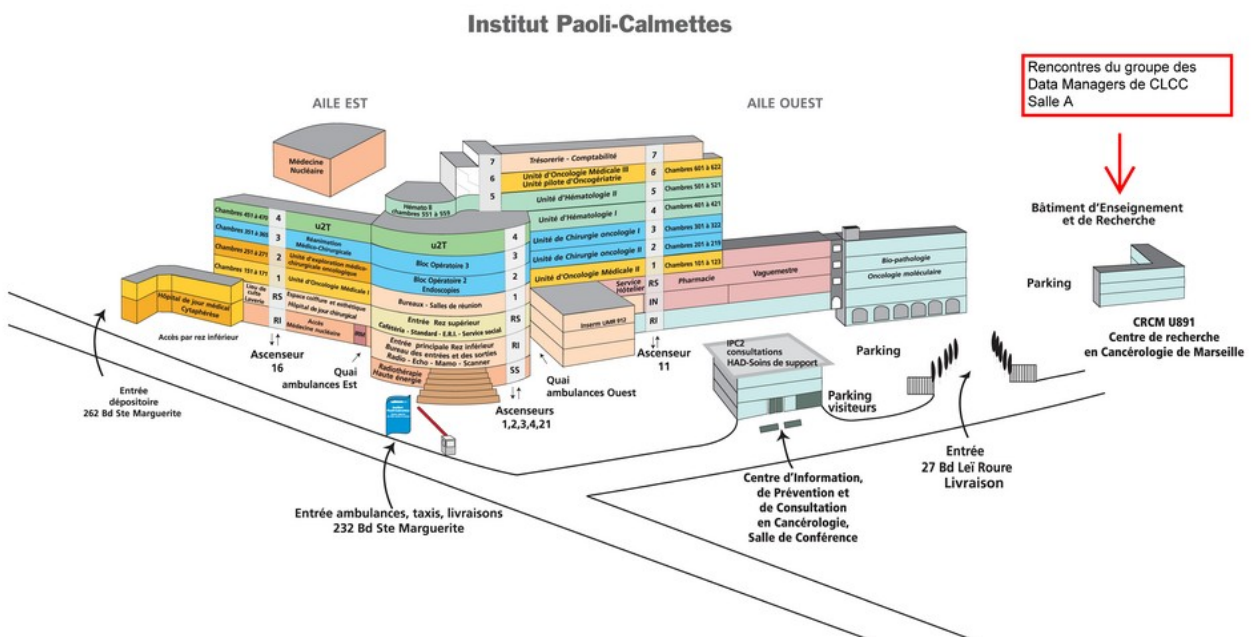 Institut Paoli-Calmettes
Rencontres du groupe des
Data Managers de CLCC
Salle A
AILE EST
AILE OUEST
Médecine
Nucléaire
Bâtiment d'Enseignement
et de Recherche
Parking
CRCM U891
Centre de recherche
en Cancérologie de Marseille
7
Trésorerie - Comptabilité
7
6
Unité d'Oncologie Médicale III
Unité pilote d'Oncogériatrie
6
Chambres 601 à 622
5
Unité d'Hématologie II
5
Chambres 501 à 521
Hémato II
chambres 551 à 559
Unité d'Hématologie I
4
Chambres 401 à 421
Unité de Chirurgie oncologie I
3
Chambres 301 à 322
Unité de Chirurgie oncologie II
2
Chambres 201 à 219
Unité d'Oncologie Médicale II
1
Chambres 101 à 123
Service
Hôtelier
RS
IN
RI
Pharmacie
Vaguemestre
Bio-pathologie
Oncologie moléculaire
Chambres 451 à 470
4
u2T
Chambres 351 à 365
3
Réanimation
Médico-Chirurgicale
Chambres 251 à 271
2
Unité d'exploration médico-
chirurgicale oncologique
Chambres 151 à 171
1
Unité d'Oncologie Médicale I
Lieu de
culte
Laverie
RS
Espace coiffure et esthétique
Hôpital de jour chirurgical
RI
Accès
Médecine nucléaire
Hôpital de jour médical
Cytaphérèse
Accès par rez inférieur
u2T
4
Bloc Opératoire 3
3
Bloc Opératoire 2
Endoscopies
2
Bureaux - Salles de réunion
1
Entrée Rez supérieur
Cafétéria - Standard - E.R.I. - Service social
RS
Entrée principale Rez inférieur
Bureau des entrées et des sorties
Radio - Echo - Mamo - Scanner
RI
Radiothérapie
Haute énergie
SS
Inserm UMR 912
Ascenseur
16
Quai
ambulances Est
Ascenseurs
1,2,3,4,21
Quai
ambulances Ouest
Ascenseur
11
IPC2
consultations
HAD-Soins de support
Parking
Parking
visiteurs
Entrée
dépositoire
262 Bd Ste Marguerite
Entrée ambulances, taxis, livraisons
232 Bd Ste Marguerite
Centre d'Information,
de Prévention et
de Consultation
en Cancérologie,
Salle de Conférence
Entrée
27 Bd Leï Roure
Livraison